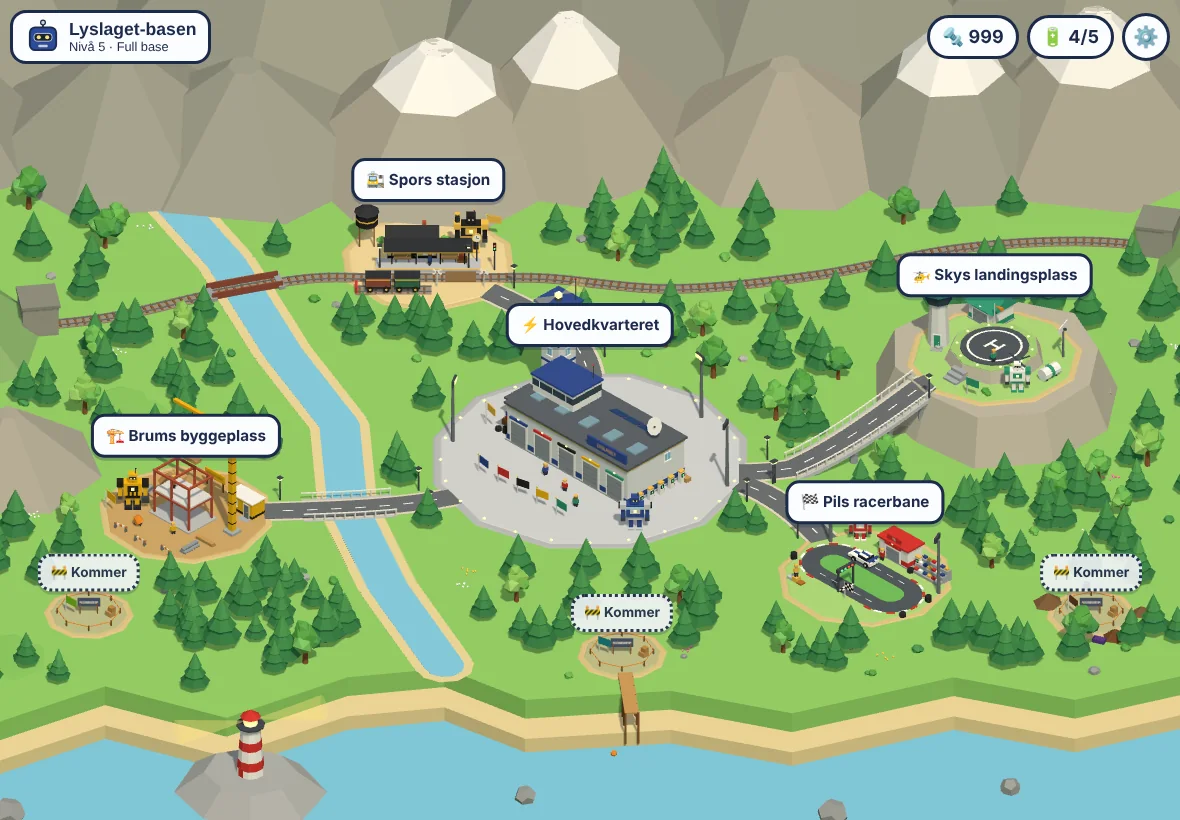 Lyslaget-basen
Nivå 5 · Full base
999
4/5
Spors stasjon
Skys landingsplass
Hovedkvarteret
H
Brums byggeplass
Pils racerbane
Kommer
Kommer
Kommer